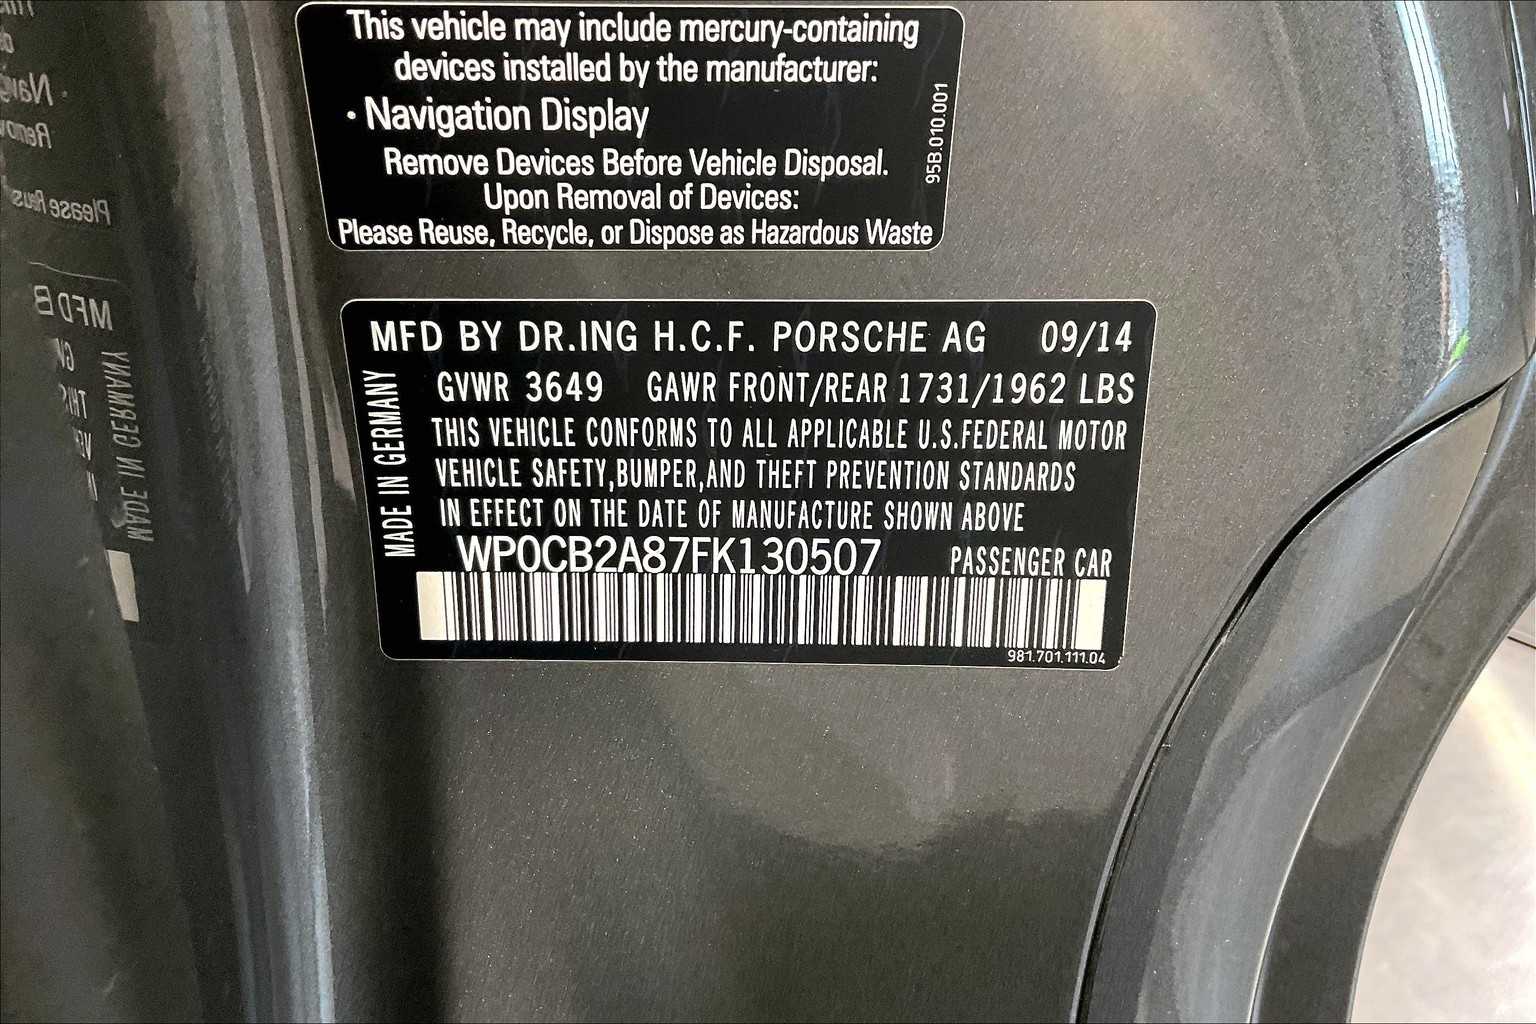 This vehicle may include mercury-containing
devices installed by the manufacturer:
· Navigation Display
Remove Devices Before Vehicle Disposal.
Upon Removal of Devices:
Please Reuse, Recycle, or Dispose as Hazardous Waste
95B.010.001
MFD BY DR.ING H.C.F. PORSCHE AG 09/14
GVWR 3649 GAWR FRONT/REAR 1731/1962 LBS
THIS VEHICLE CONFORMS TO ALL APPLICABLE U.S.FEDERAL MOTOR
VEHICLE SAFETY,BUMPER,AND THEFT PREVENTION STANDARDS
IN EFFECT ON THE DATE OF MANUFACTURE SHOWN ABOVE
WP0CB2A87FK130507 PASSENGER CAR
MADE IN GERMANY
981.701.111.04